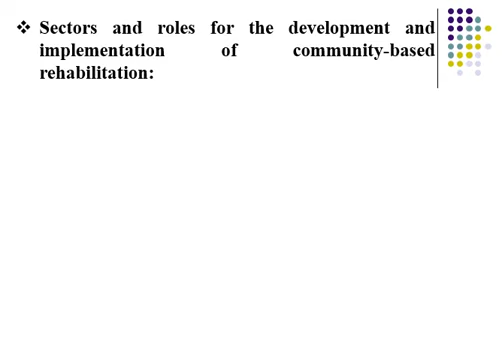 ❖ Sectors and roles for the development and
implementation of community-based
rehabilitation: